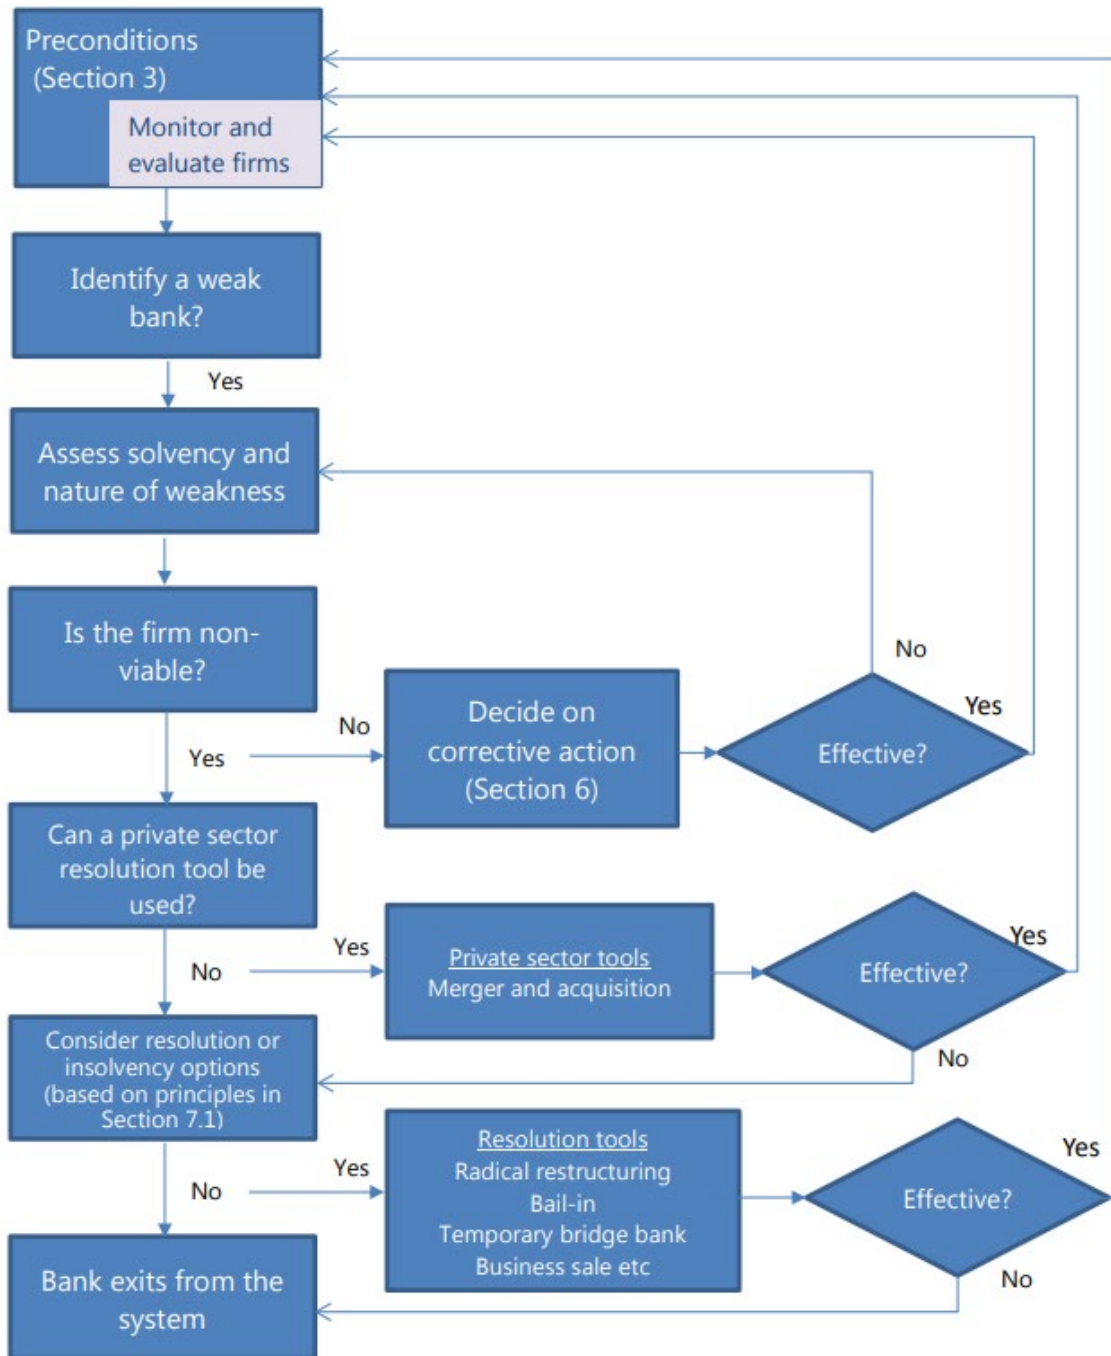 Preconditions
(Section 3)
Monitor and
evaluate firms
Identify a weak
bank?
Yes
Assess solvency and
nature of weakness
Is the firm non-
viable?
No
Yes
Decide on
corrective action
(Section 6)
Effective?
No
Yes
Can a private sector
resolution tool be
used?
Yes
No
Private sector tools
Merger and acquisition
Effective?
Yes
No
Consider resolution or
insolvency options
(based on principles in
Section 7.1)
Yes
No
Resolution tools
Radical restructuring
Bail-in
Temporary bridge bank
Business sale etc
Effective?
Yes
No
Bank exits from the
system